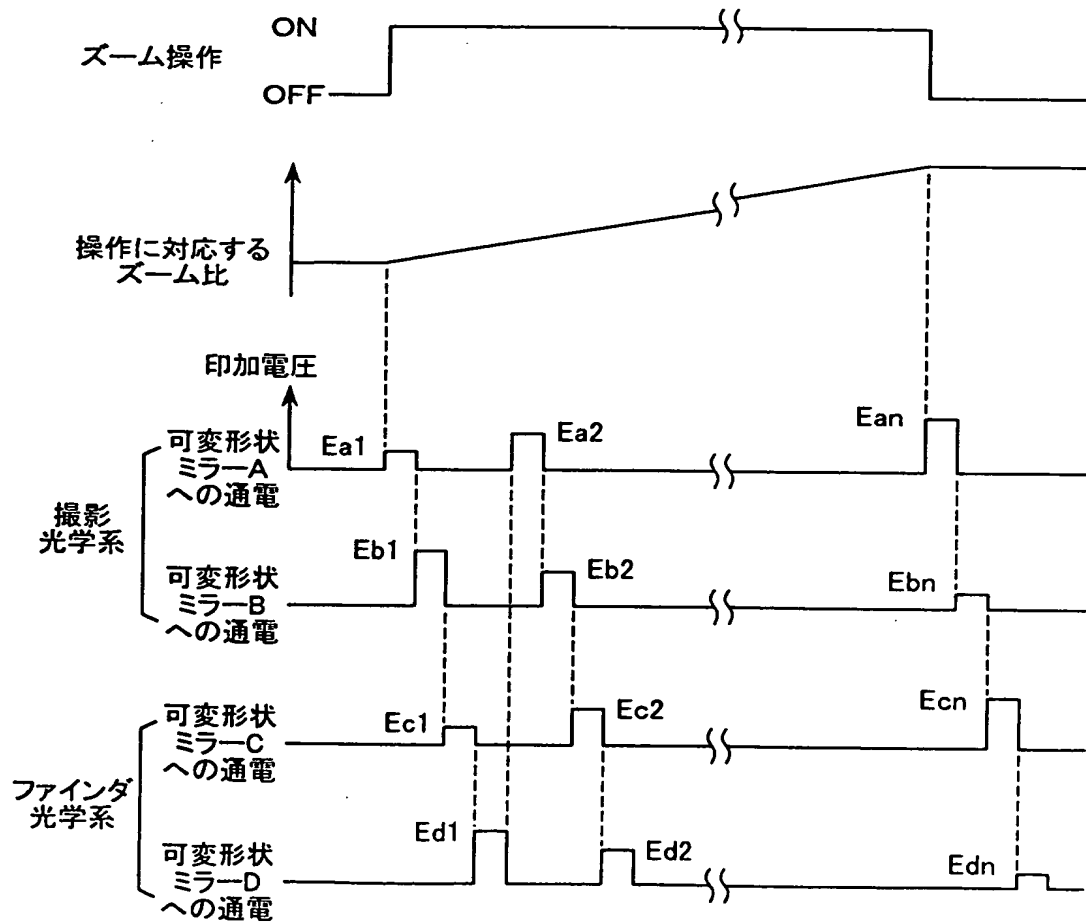 ズーム操作
ON
OFF
操作に対応する
ズーム比
印加電圧
撮影
光学系
可変形状
ミラーA
への通電
Ea1
Ea2
Ean
可変形状
ミラーB
への通電
Eb1
Eb2
Ebn
ファインダ
光学系
可変形状
ミラーC
への通電
Ec1
Ec2
Ecn
可変形状
ミラーD
への通電
Ed1
Ed2
Edn